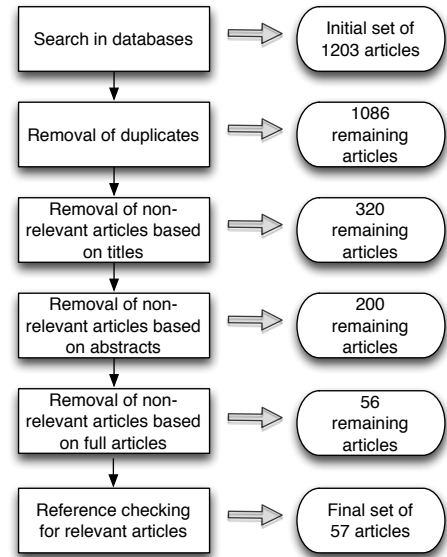 Search in databases
Initial set of
1203 articles
Removal of duplicates
1086
remaining
articles
Removal of non-
relevant articles based
on titles
320
remaining
articles
Removal of non-
relevant articles based
on abstracts
200
remaining
articles
Removal of non-
relevant articles based
on full articles
56
remaining
articles
Reference checking
for relevant articles
Final set of
57 articles